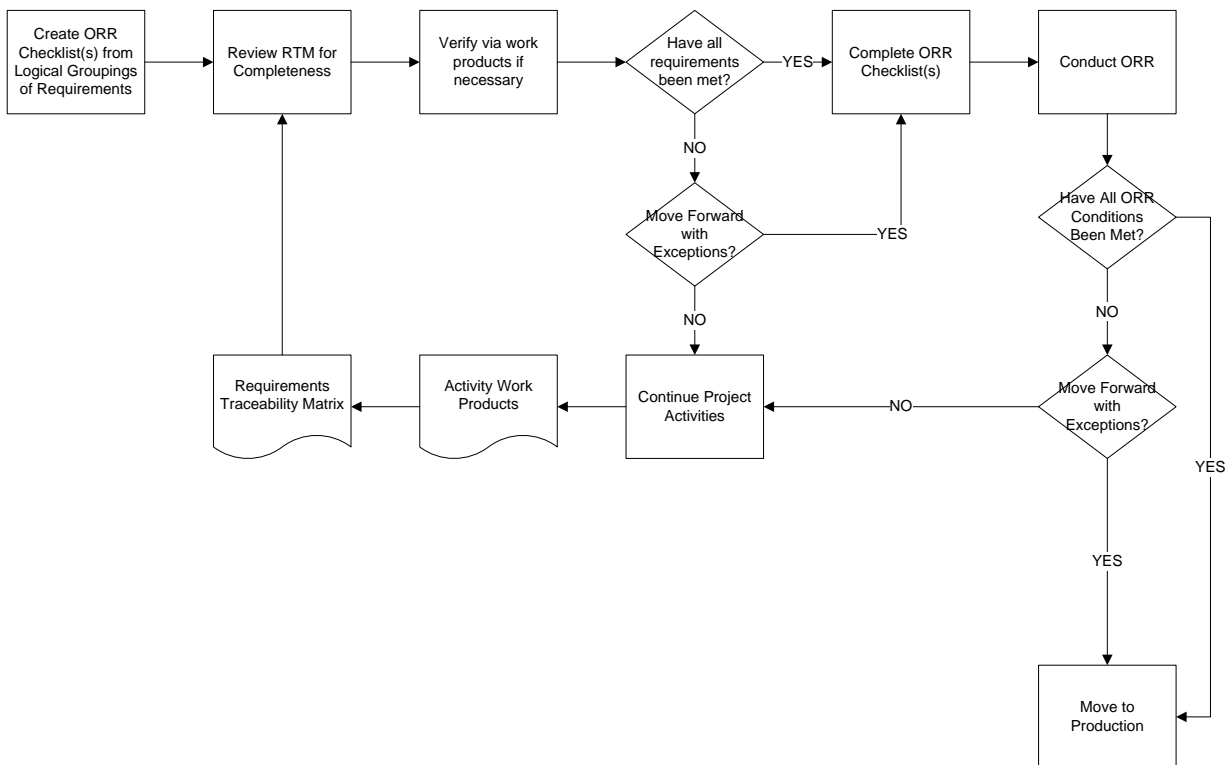 Create ORR
Checklist(s) from
Logical Groupings
of Requirements
Review RTM for
Completeness
Verify via work
products if
necessary
Have all
requirements
been met?
YES
Complete ORR
Checklist(s)
Conduct ORR
NO
Move Forward
with
Exceptions?
YES
NO
Have All ORR
Conditions
Been Met?
YES
NO
Requirements
Traceability Matrix
Activity Work
Products
Continue Project
Activities
NO
Move Forward
with
Exceptions?
YES
Move to
Production